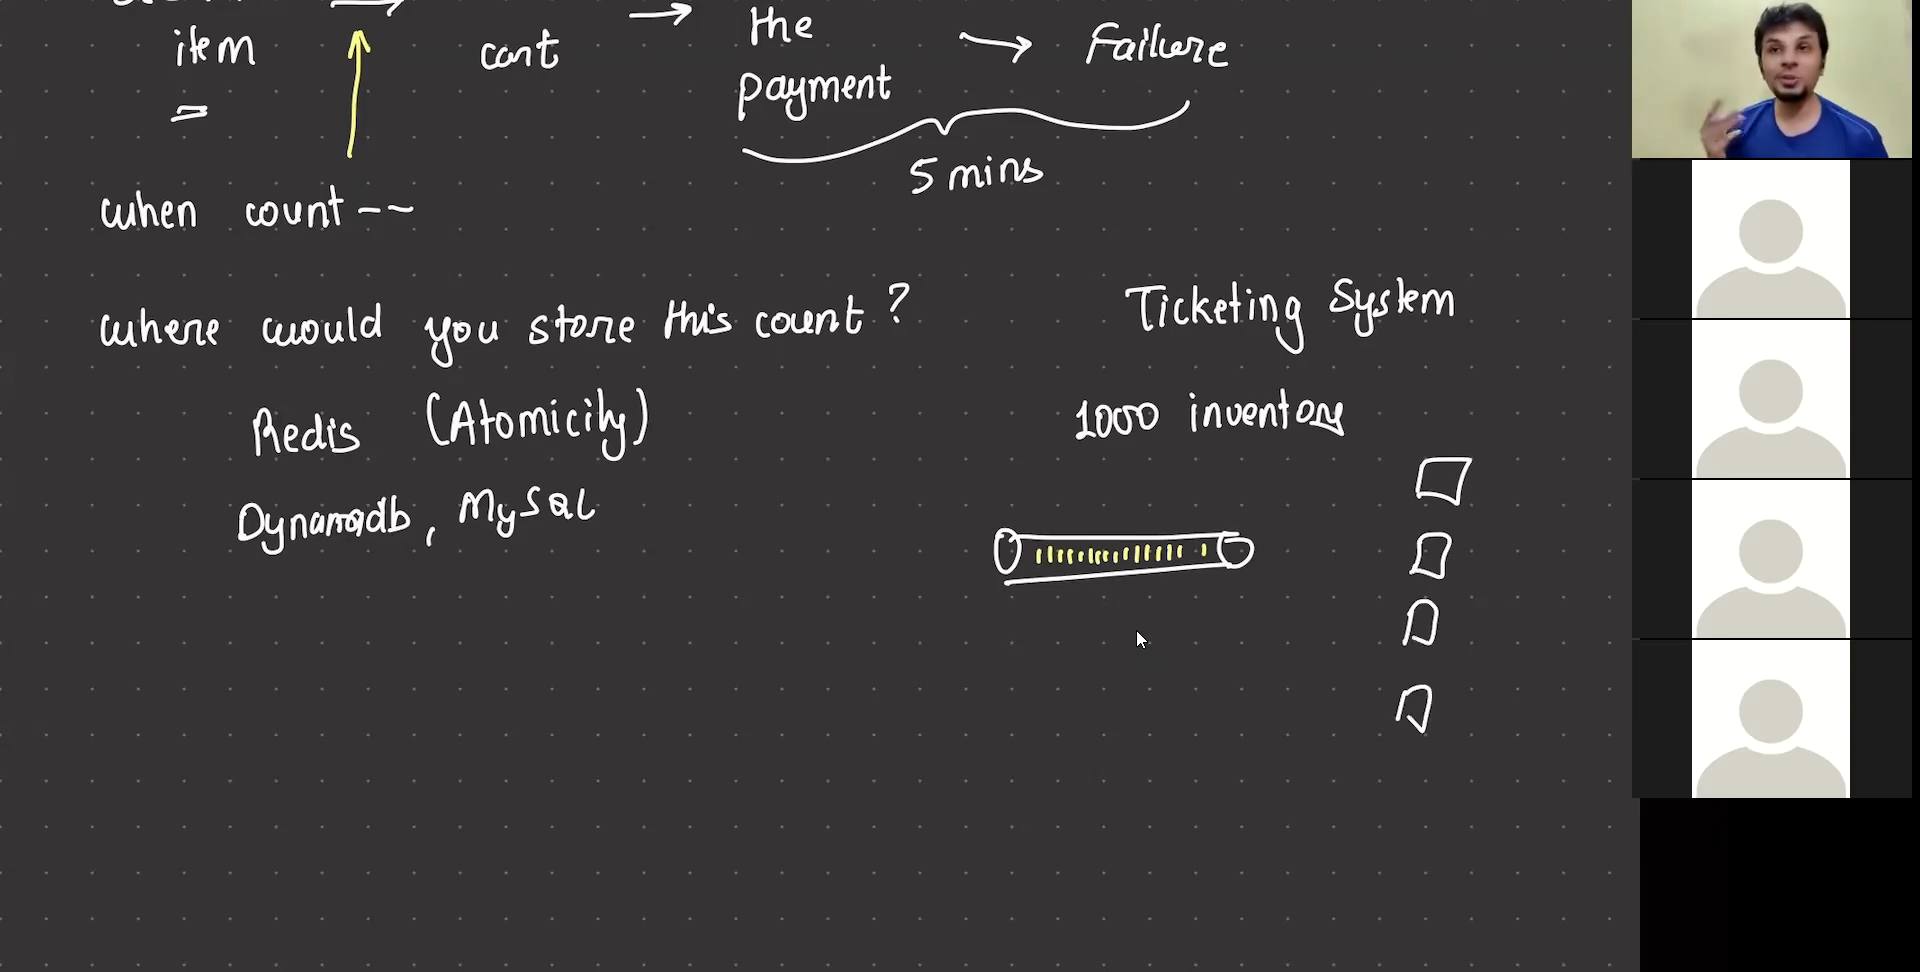 item
=
cart
the
payment
Failure
5 mins
when count --
where would you store this count ?
Redis (Atomicity)
Dynamodb, MySQL
Ticketing System
1000 inventory